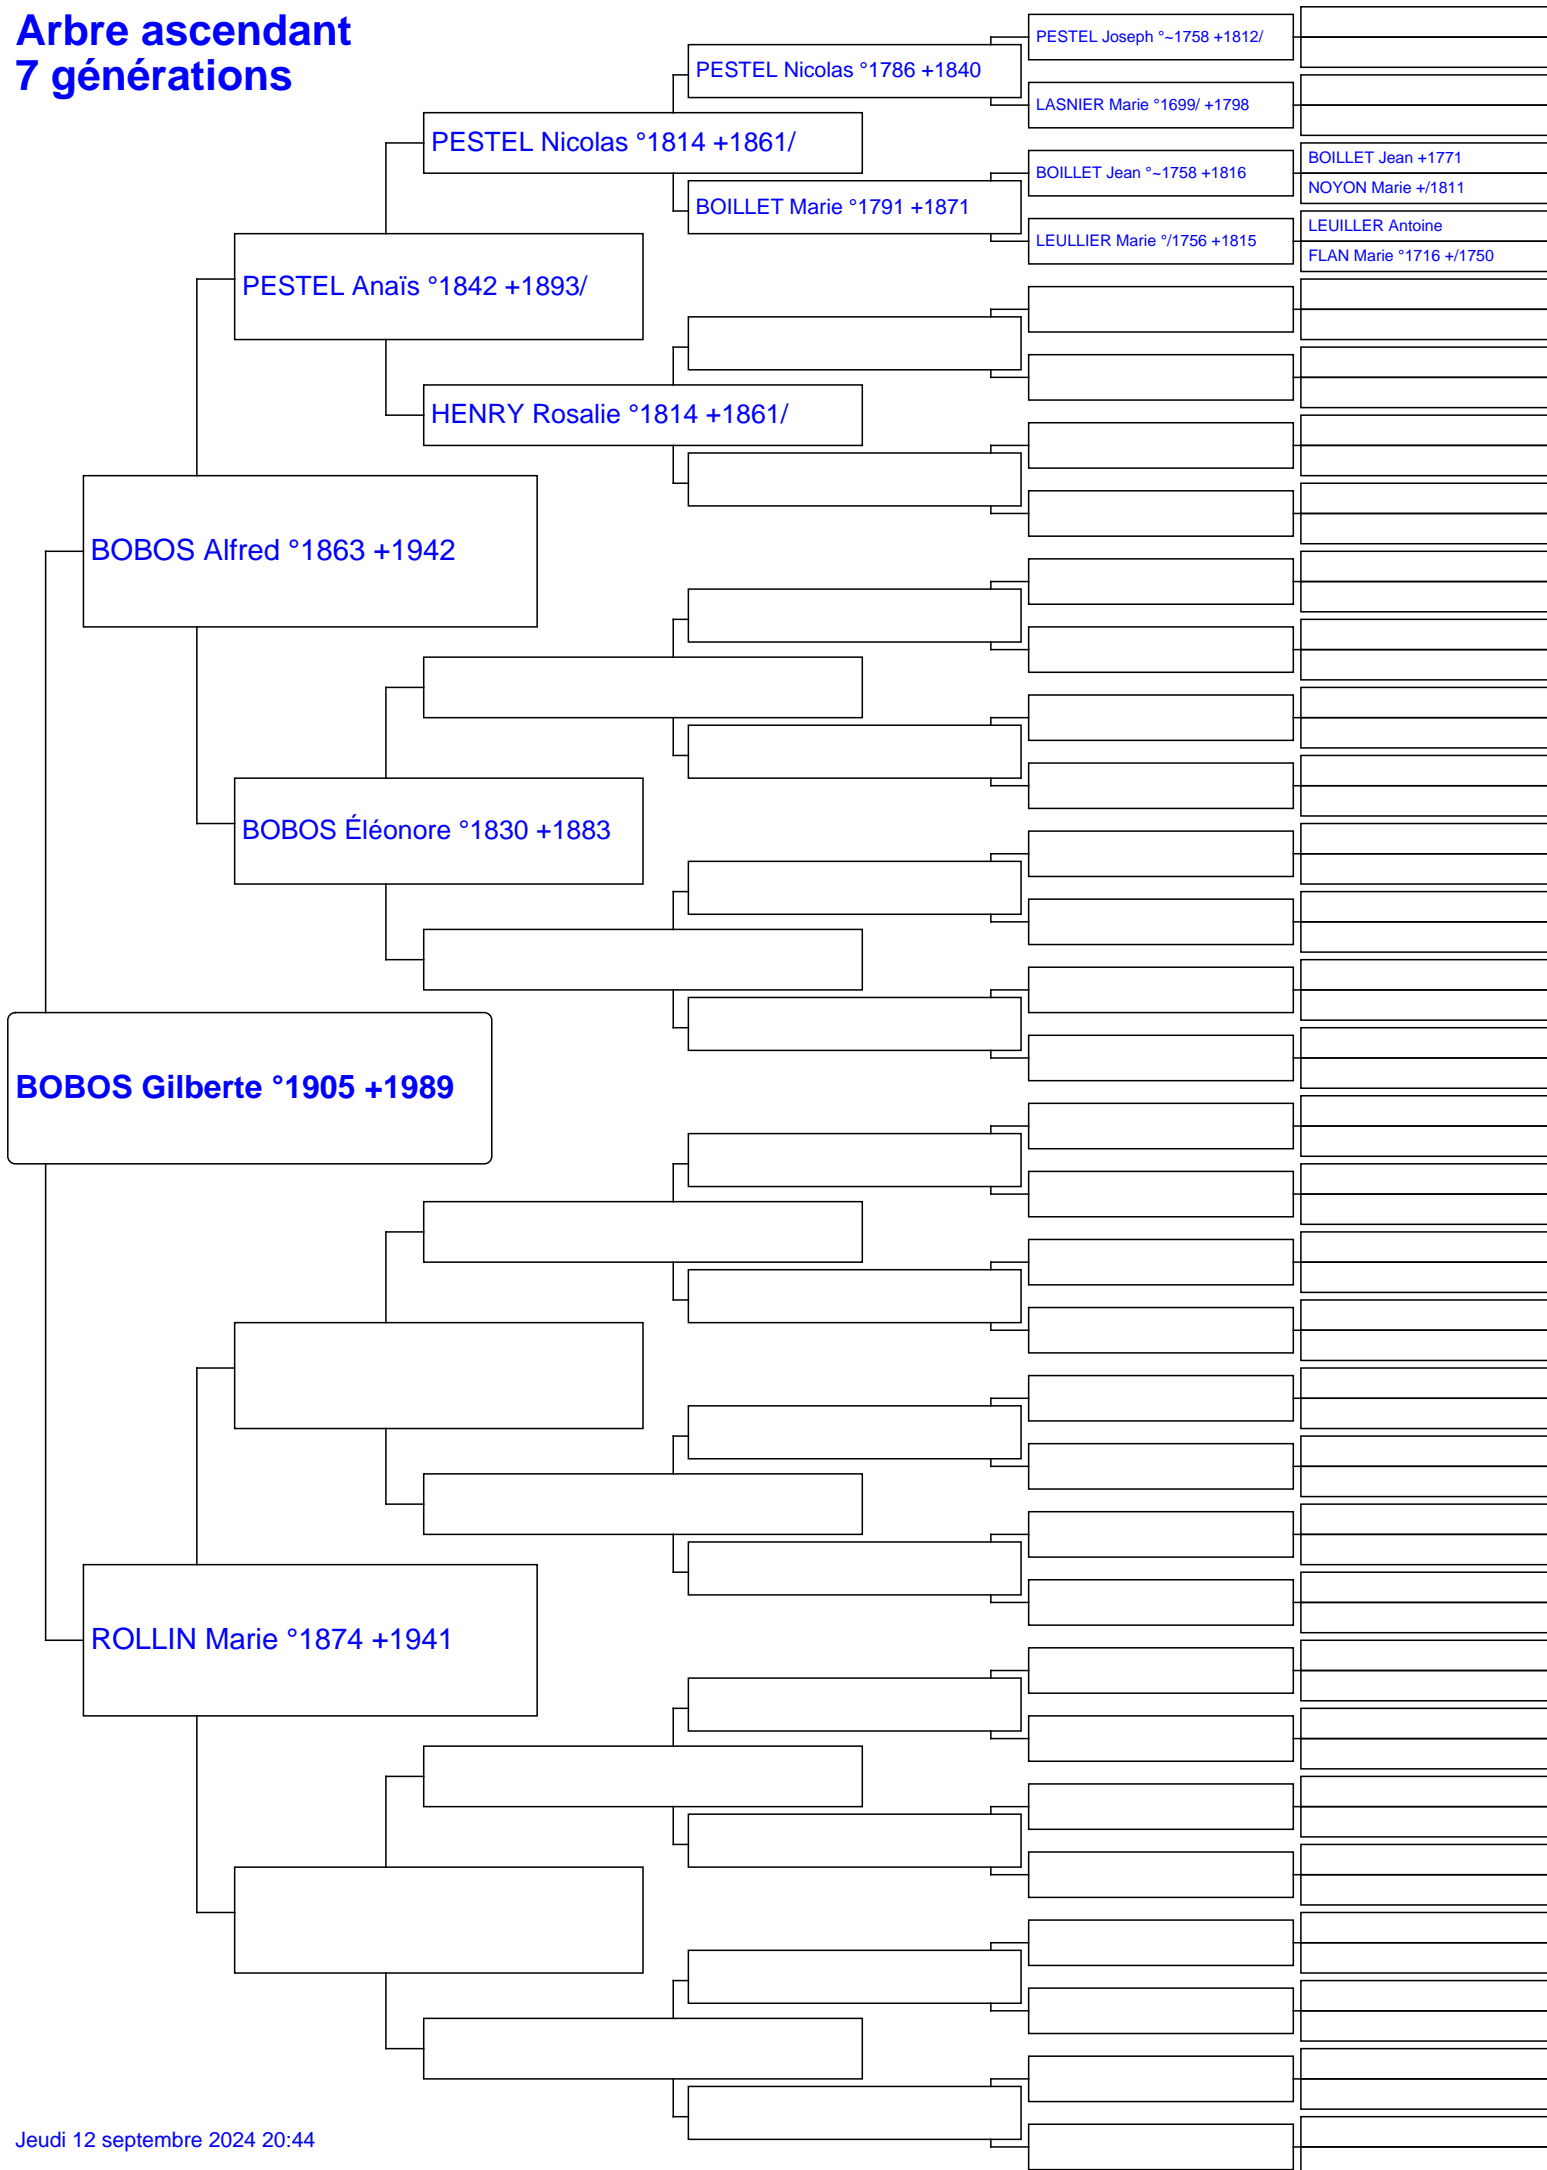 Arbre ascendant
7 générations
PESTEL Joseph °~1758 +1812/
PESTEL Nicolas °1786 +1840
LASNIER Marie °1699/ +1798
PESTEL Nicolas °1814 +1861/
BOILLET Jean +1771
BOILLET Jean °~1758 +1816
NOYON Marie +/1811
BOILLET Marie °1791 +1871
LEUILLER Antoine
LEULLIER Marie °/1756 +1815
FLAN Marie °1716 +/1750
PESTEL Anaïs °1842 +1893/
HENRY Rosalie °1814 +1861/
BOBOS Alfred °1863 +1942
BOBOS Éléonore °1830 +1883
BOBOS Gilberte °1905 +1989
ROLLIN Marie °1874 +1941
Jeudi 12 septembre 2024 20:44